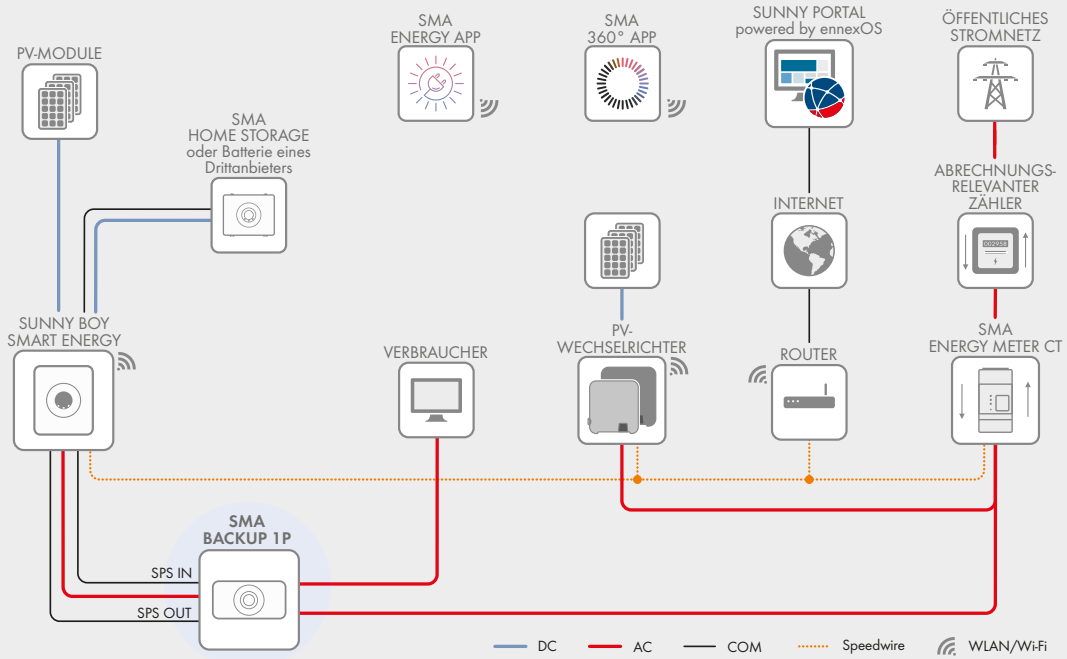 SMA
ENERGY APP
SMA
360° APP
SUNNY PORTAL
powered by ennexOS
ÖFFENTLICHES
STROMNETZ
PV-MODULE
SMA
HOME STORAGE
oder Batterie eines
Drittanbieters
ABRECHNUNGS-
RELEVANTER
ZÄHLER
INTERNET
002958
SUNNY BOY
SMART ENERGY
VERBRAUCHER
PV-
WECHSELRICHTER
ROUTER
SMA
ENERGY METER CT
SMA
BACKUP 1P
SPS IN
SPS OUT
DC
AC
COM
Speedwire
WLAN/Wi-Fi